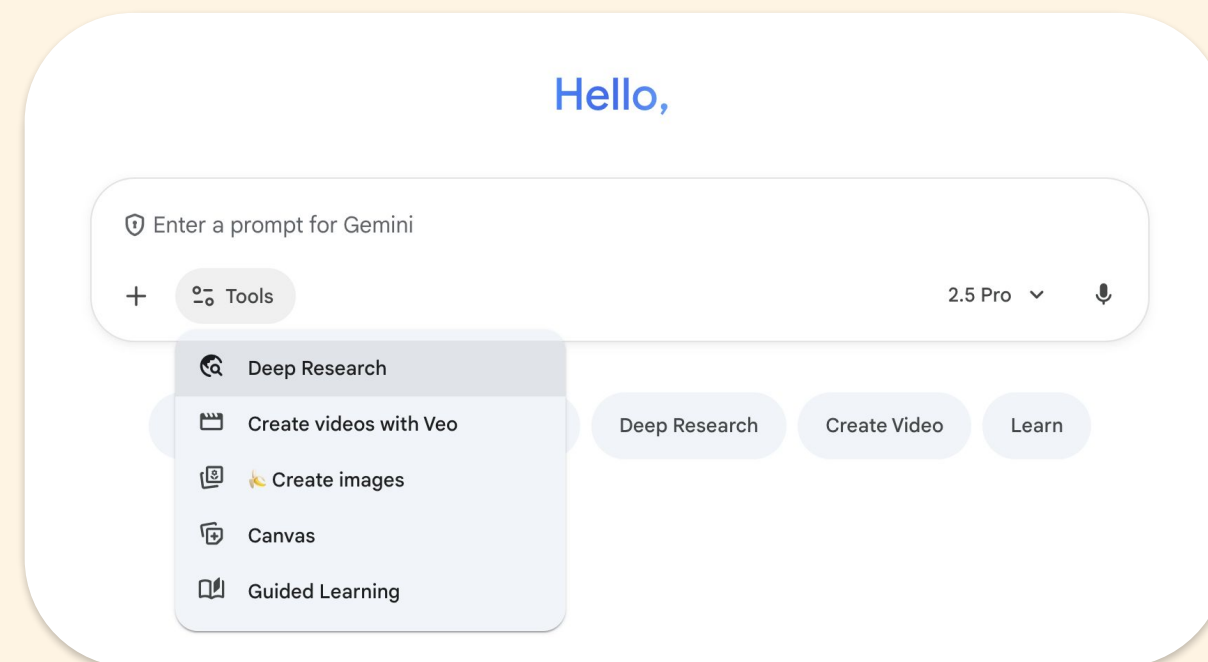 Hello,
Enter a prompt for Gemini
Tools
2.5 Pro
Deep Research
Create videos with Veo
🍌 Create images
Canvas
Guided Learning
Deep Research
Create Video
Learn